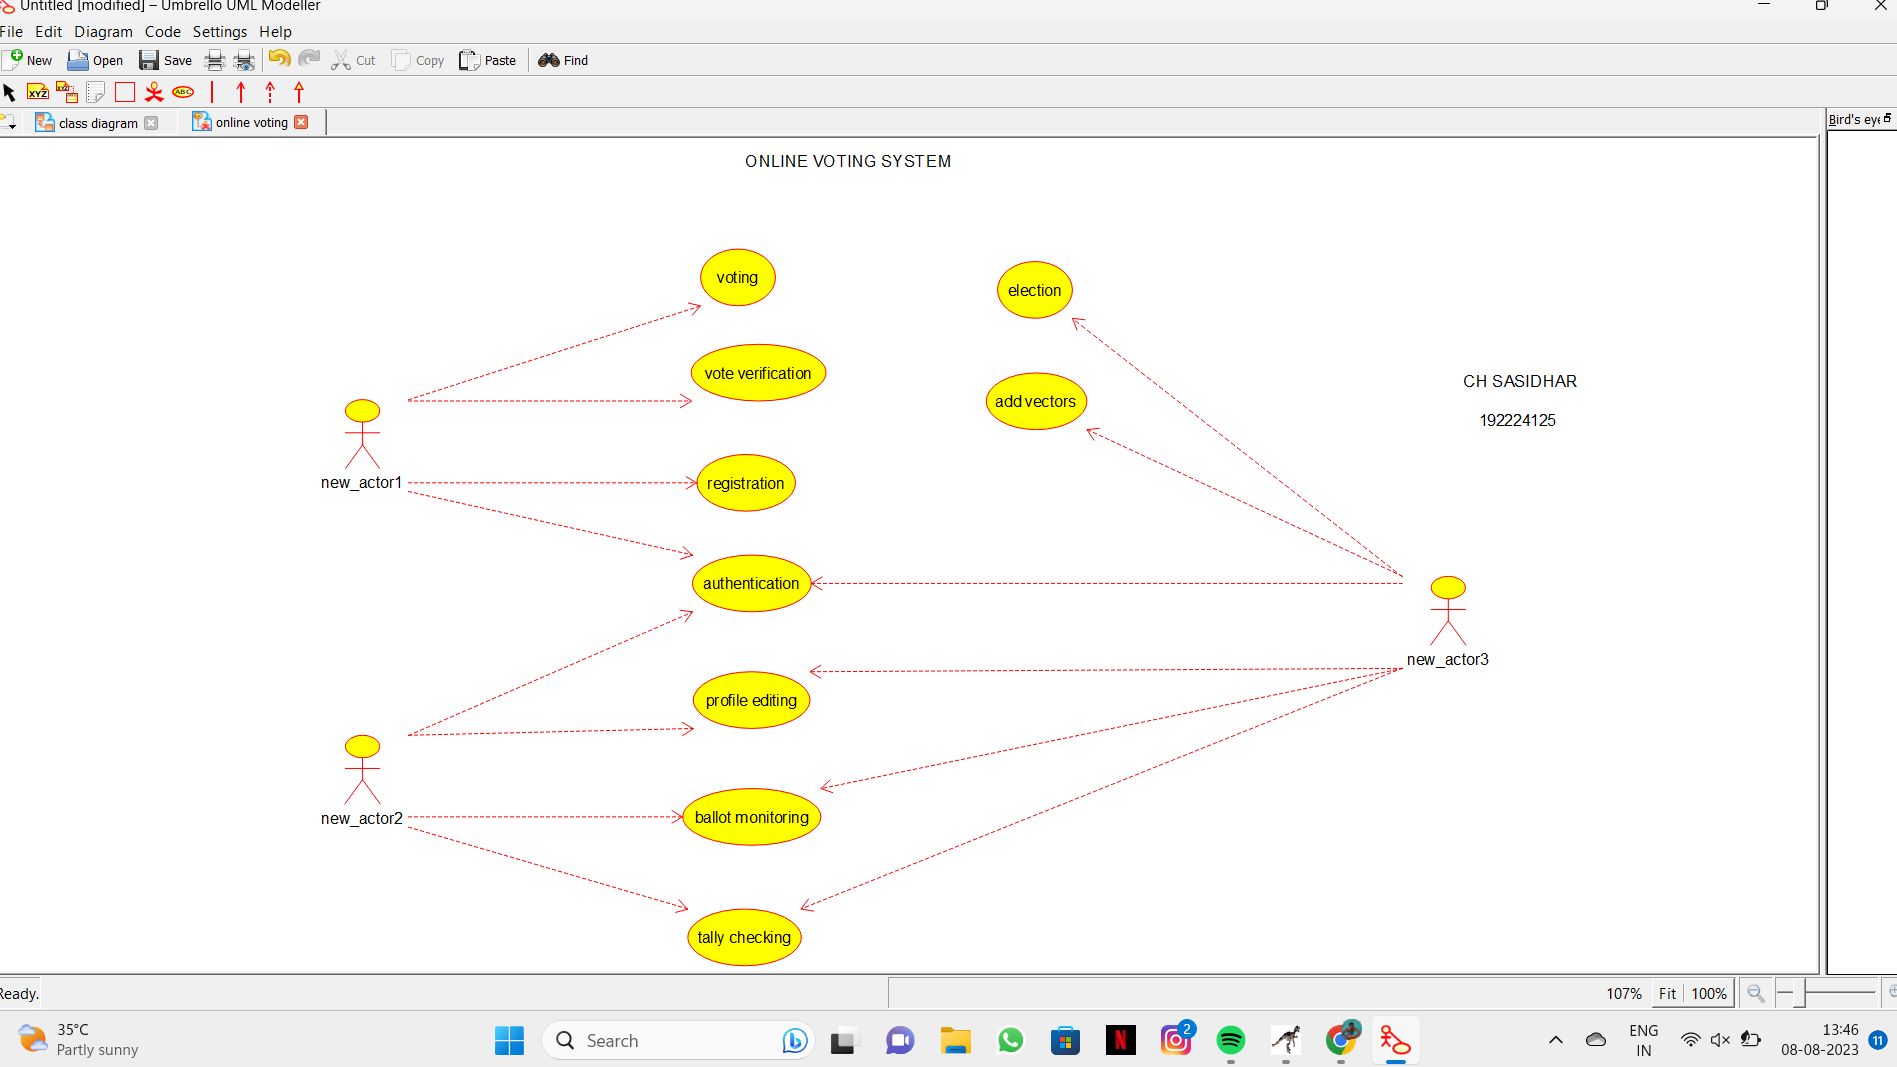 Untitled [modified] – Umbrello UML Modeller
File Edit Diagram Code Settings Help
New Open Save Cut Copy Paste Find
XYZ XYZ ABC
class diagram online voting
Bird's eye
ONLINE VOTING SYSTEM
voting
election
vote verification
CH SASIDHAR
add vectors
192224125
new_actor1
registration
authentication
new_actor3
profile editing
new_actor2
ballot monitoring
tally checking
Ready.
107% Fit 100%
35°C
Partly sunny
Search
N
2
ENG
IN
13:46
08-08-2023
11